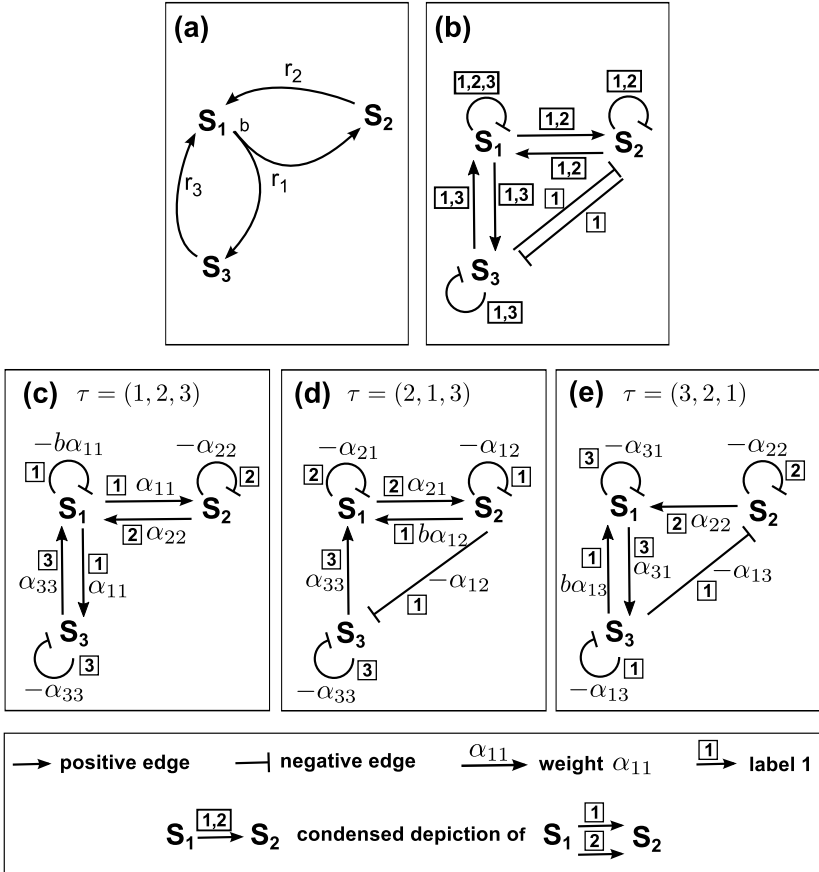 (a)
r2
S1
b
S2
r3
r1
S3
(b)
1,2,3
1,2
1,2
S1
S2
1,2
1,3
1,3
1
1
S3
1,3
(c) τ = (1, 2, 3)
−bα11
−α22
1
1 α11
2
S1
S2
2 α22
3
1
α33
α11
S3
3
−α33
(d) τ = (2, 1, 3)
−α21
−α12
2
2 α21
1
S1
S2
1 bα12
3
α33
−α12
1
S3
3
−α33
(e) τ = (3, 2, 1)
−α31
−α22
3
2
S1
S2
2 α22
1
3
bα13
α31
−α13
1
S3
1
−α13
positive edge
negative edge
α11
weight α11
1
label 1
1,2
S1 S2
condensed depiction of
S1
1
2
S2